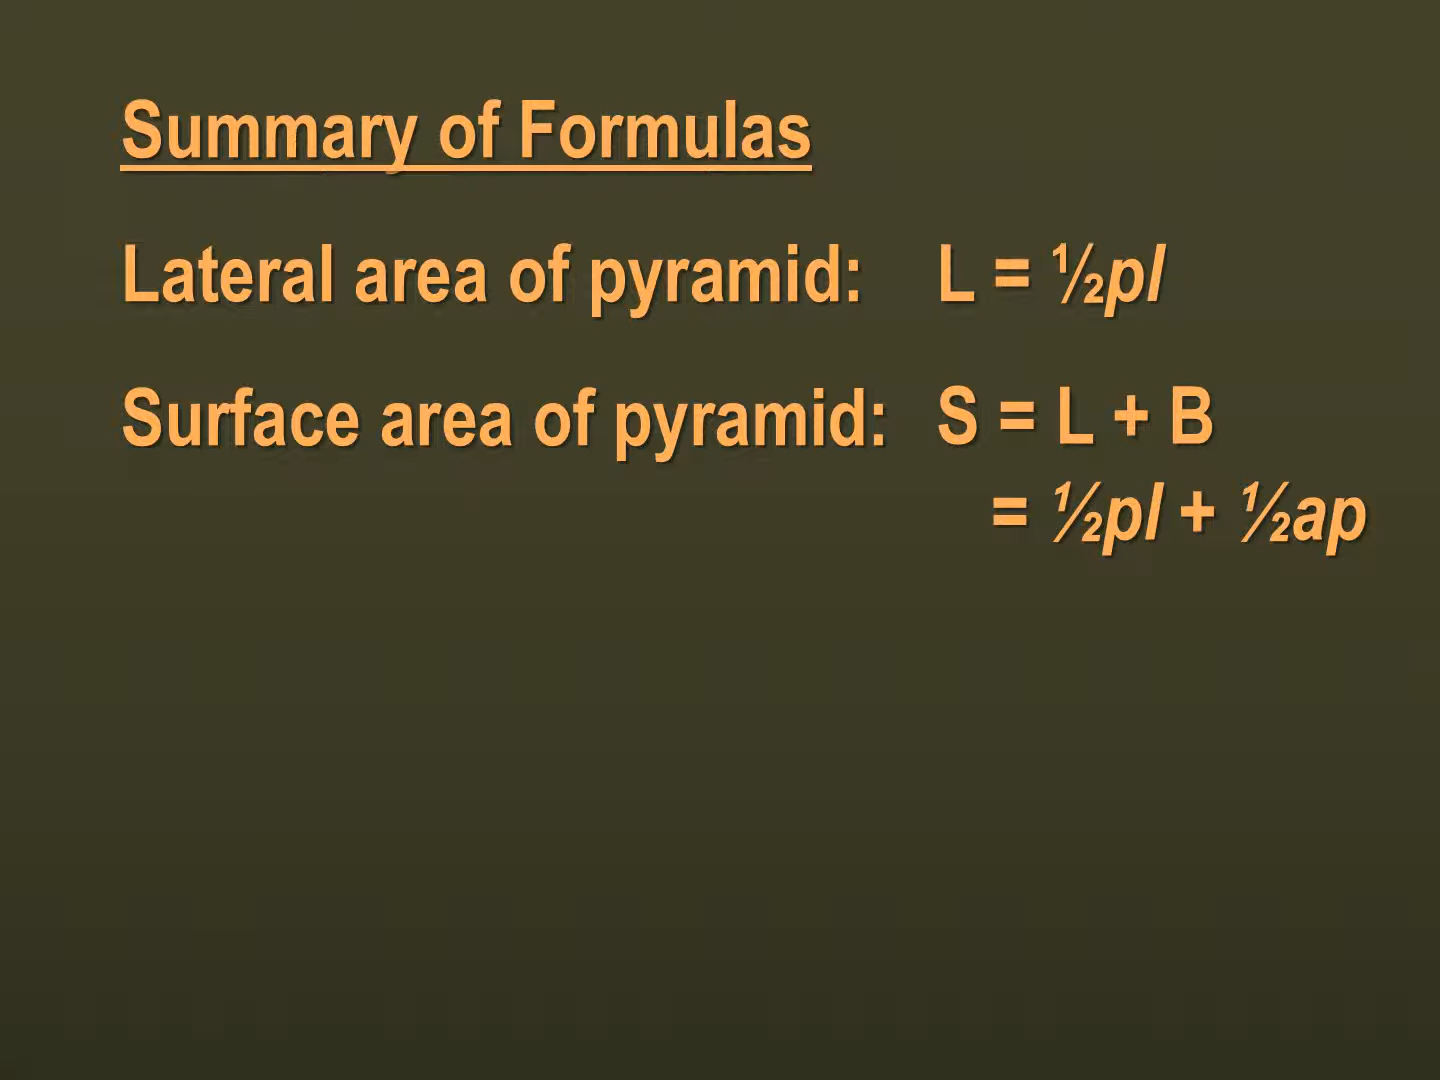 Summary of Formulas
Lateral area of pyramid: L = ½pl
Surface area of pyramid: S = L + B
= ½pl + ½ap